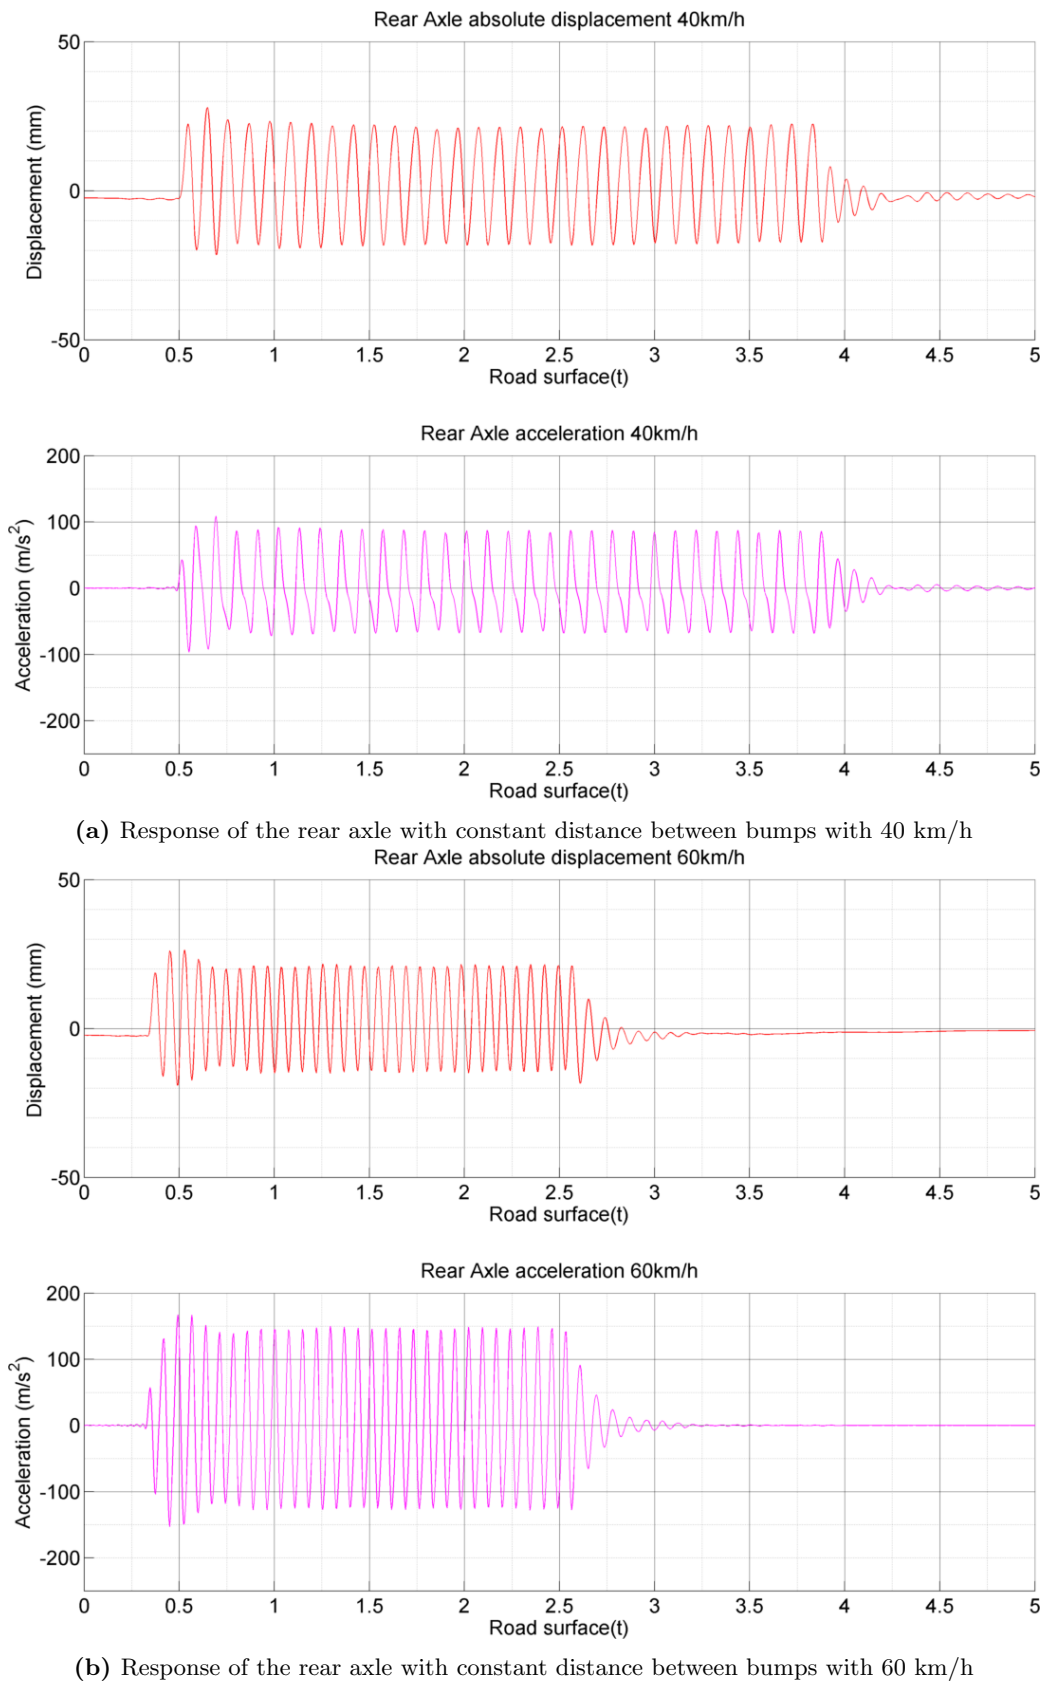 Rear Axle absolute displacement 40km/h
50
0
-50
Displacement (mm)
0 0.5 1 1.5 2 2.5 3 3.5 4 4.5 5
Road surface(t)
Rear Axle acceleration 40km/h
200
100
0
-100
-200
Acceleration (m/s²)
0 0.5 1 1.5 2 2.5 3 3.5 4 4.5 5
Road surface(t)
(a) Response of the rear axle with constant distance between bumps with 40 km/h
Rear Axle absolute displacement 60km/h
50
0
-50
Displacement (mm)
0 0.5 1 1.5 2 2.5 3 3.5 4 4.5 5
Road surface(t)
Rear Axle acceleration 60km/h
200
100
0
-100
-200
Acceleration (m/s²)
0 0.5 1 1.5 2 2.5 3 3.5 4 4.5 5
Road surface(t)
(b) Response of the rear axle with constant distance between bumps with 60 km/h